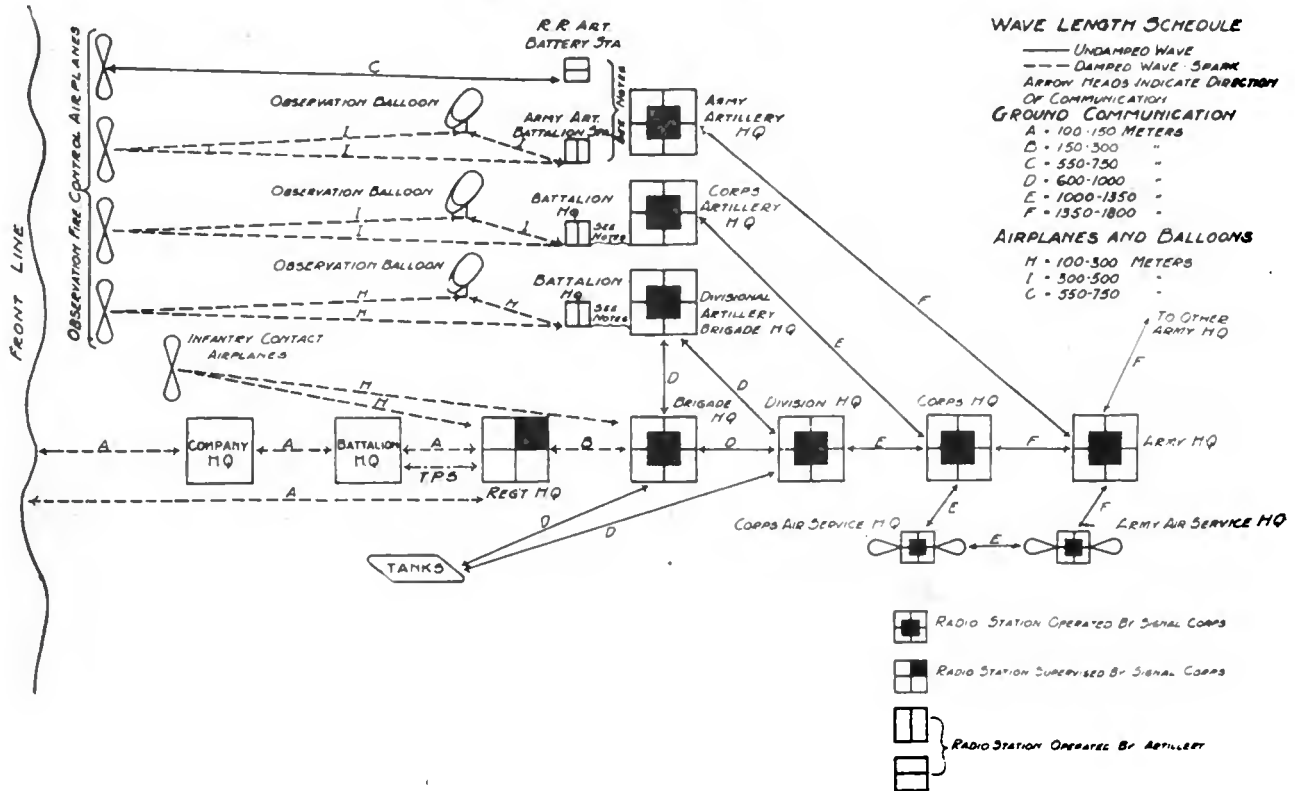 FRONT LINE
OBSERVATION FIRE CONTROL AIRPLANES
R.R. ART.
BATTERY STA
C
OBSERVATION BALLOON
ARMY ART.
BATTALION STA
SEE NOTES
I
I
I
I
ARMY
ARTILLERY
HQ
OBSERVATION BALLOON
BATTALION
HQ
SEE
NOTES
I
I
I
CORPS
ARTILLERY
HQ
OBSERVATION BALLOON
BATTALION
HQ
SEE
NOTES
H
H
H
DIVISIONAL
ARTILLERY
BRIGADE HQ
INFANTRY CONTACT
AIRPLANES
H
H
D
D
E
F
F
TO OTHER
ARMY HQ
A
COMPANY
HQ
A
BATTALION
HQ
A
TPS
REG'T HQ
B
BRIGADE
HQ
D
DIVISION HQ
E
CORPS HQ
F
ARMY HQ
A
D
D
TANKS
E
F
CORPS AIR SERVICE HQ
E
ARMY AIR SERVICE HQ
WAVE LENGTH SCHEDULE
UNDAMPED WAVE
DAMPED WAVE - SPARK
ARROW HEADS INDICATE DIRECTION
OF COMMUNICATION
GROUND COMMUNICATION
A = 100-150 METERS
B = 150-300 "
C = 550-750 "
D = 600-1000 "
E = 1000-1350 "
F = 1350-1800 "
AIRPLANES AND BALLOONS
H = 100-300 METERS
I = 300-500 "
C = 550-750 "
RADIO STATION OPERATED BY SIGNAL CORPS
RADIO STATION SUPERVISED BY SIGNAL CORPS
RADIO STATION OPERATED BY ARTILLERY